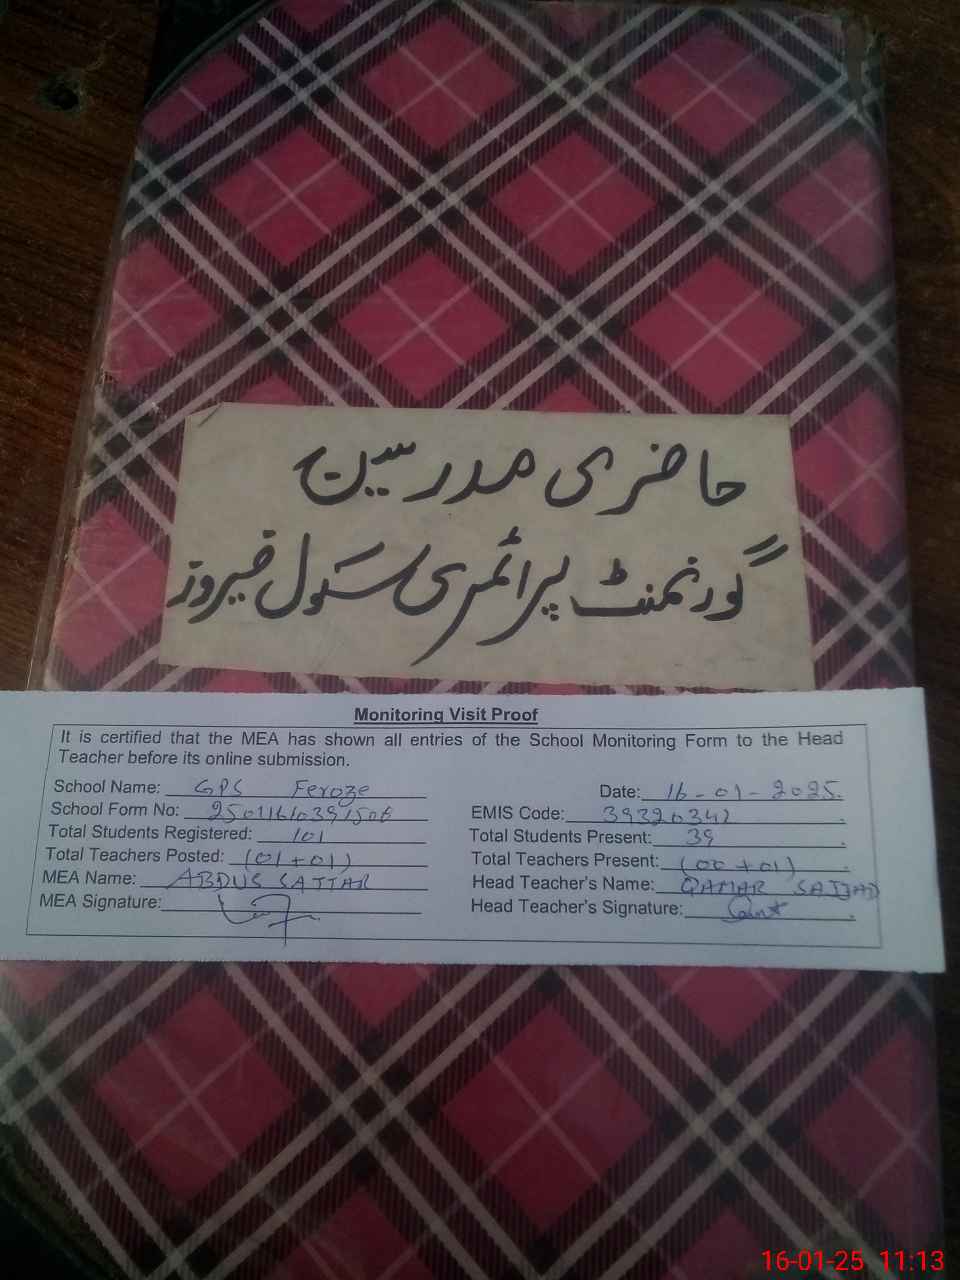 حاضری مدرسین
گورنمنٹ پرائمری سکول فیروز
Monitoring Visit Proof
It is certified that the MEA has shown all entries of the School Monitoring Form to the Head
Teacher before its online submission.
School Name: GPS Feroze Date: 16-01-2025.
School Form No: 25011610391506 EMIS Code: 39320342
Total Students Registered: 101 Total Students Present: 39
Total Teachers Posted: (01+01) Total Teachers Present: (00+01)
MEA Name: ABDUS SATTAR Head Teacher's Name: QAMAR SAJJAD
MEA Signature: Head Teacher's Signature:
16-01-25 11:13